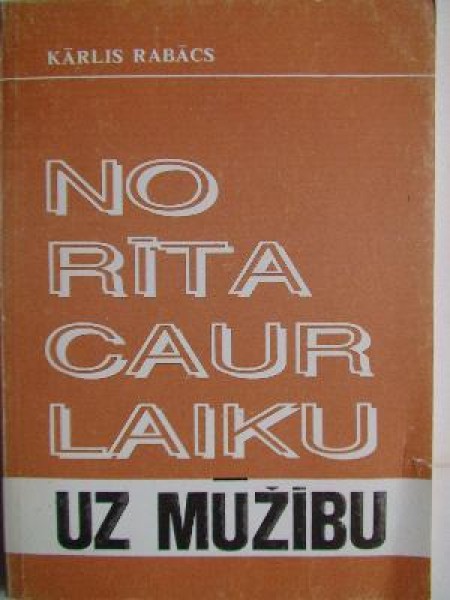 KĀRLIS RABĀCS
NO
RĪTA
CAUR
LAIKU
UZ MŪŽĪBU